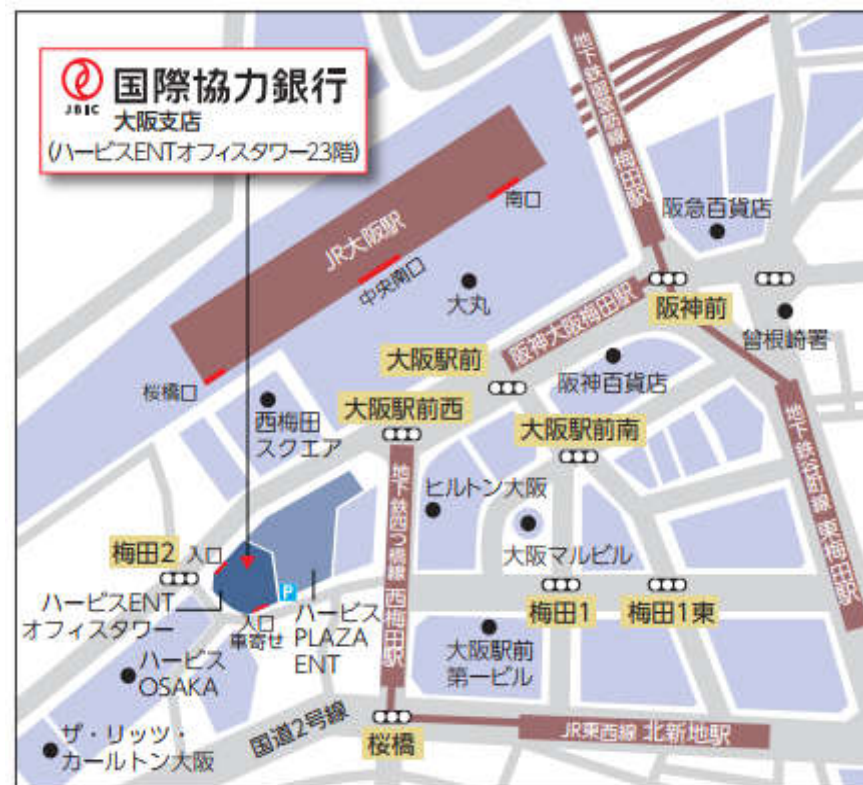 JBIC
国際協力銀行
大阪支店
(ハービスENTオフィスタワー23階)
地下鉄御堂筋線 梅田駅
阪急百貨店
南口
JR大阪駅
中央南口
大丸
阪神大阪梅田駅
阪神前
曾根崎署
大阪駅前
阪神百貨店
桜橋口
西梅田
スクエア
大阪駅前西
大阪駅前南
地下鉄谷町線 東梅田駅
地下鉄四つ橋線 西梅田駅
ヒルトン大阪
大阪マルビル
梅田2
入口
P
ハービスENT
オフィスタワー
入口
車寄せ
ハービス
PLAZA
ENT
梅田1
梅田1東
大阪駅前
第一ビル
ハービス
OSAKA
国道2号線
桜橋
JR東西線 北新地駅
ザ・リッツ・
カールトン大阪